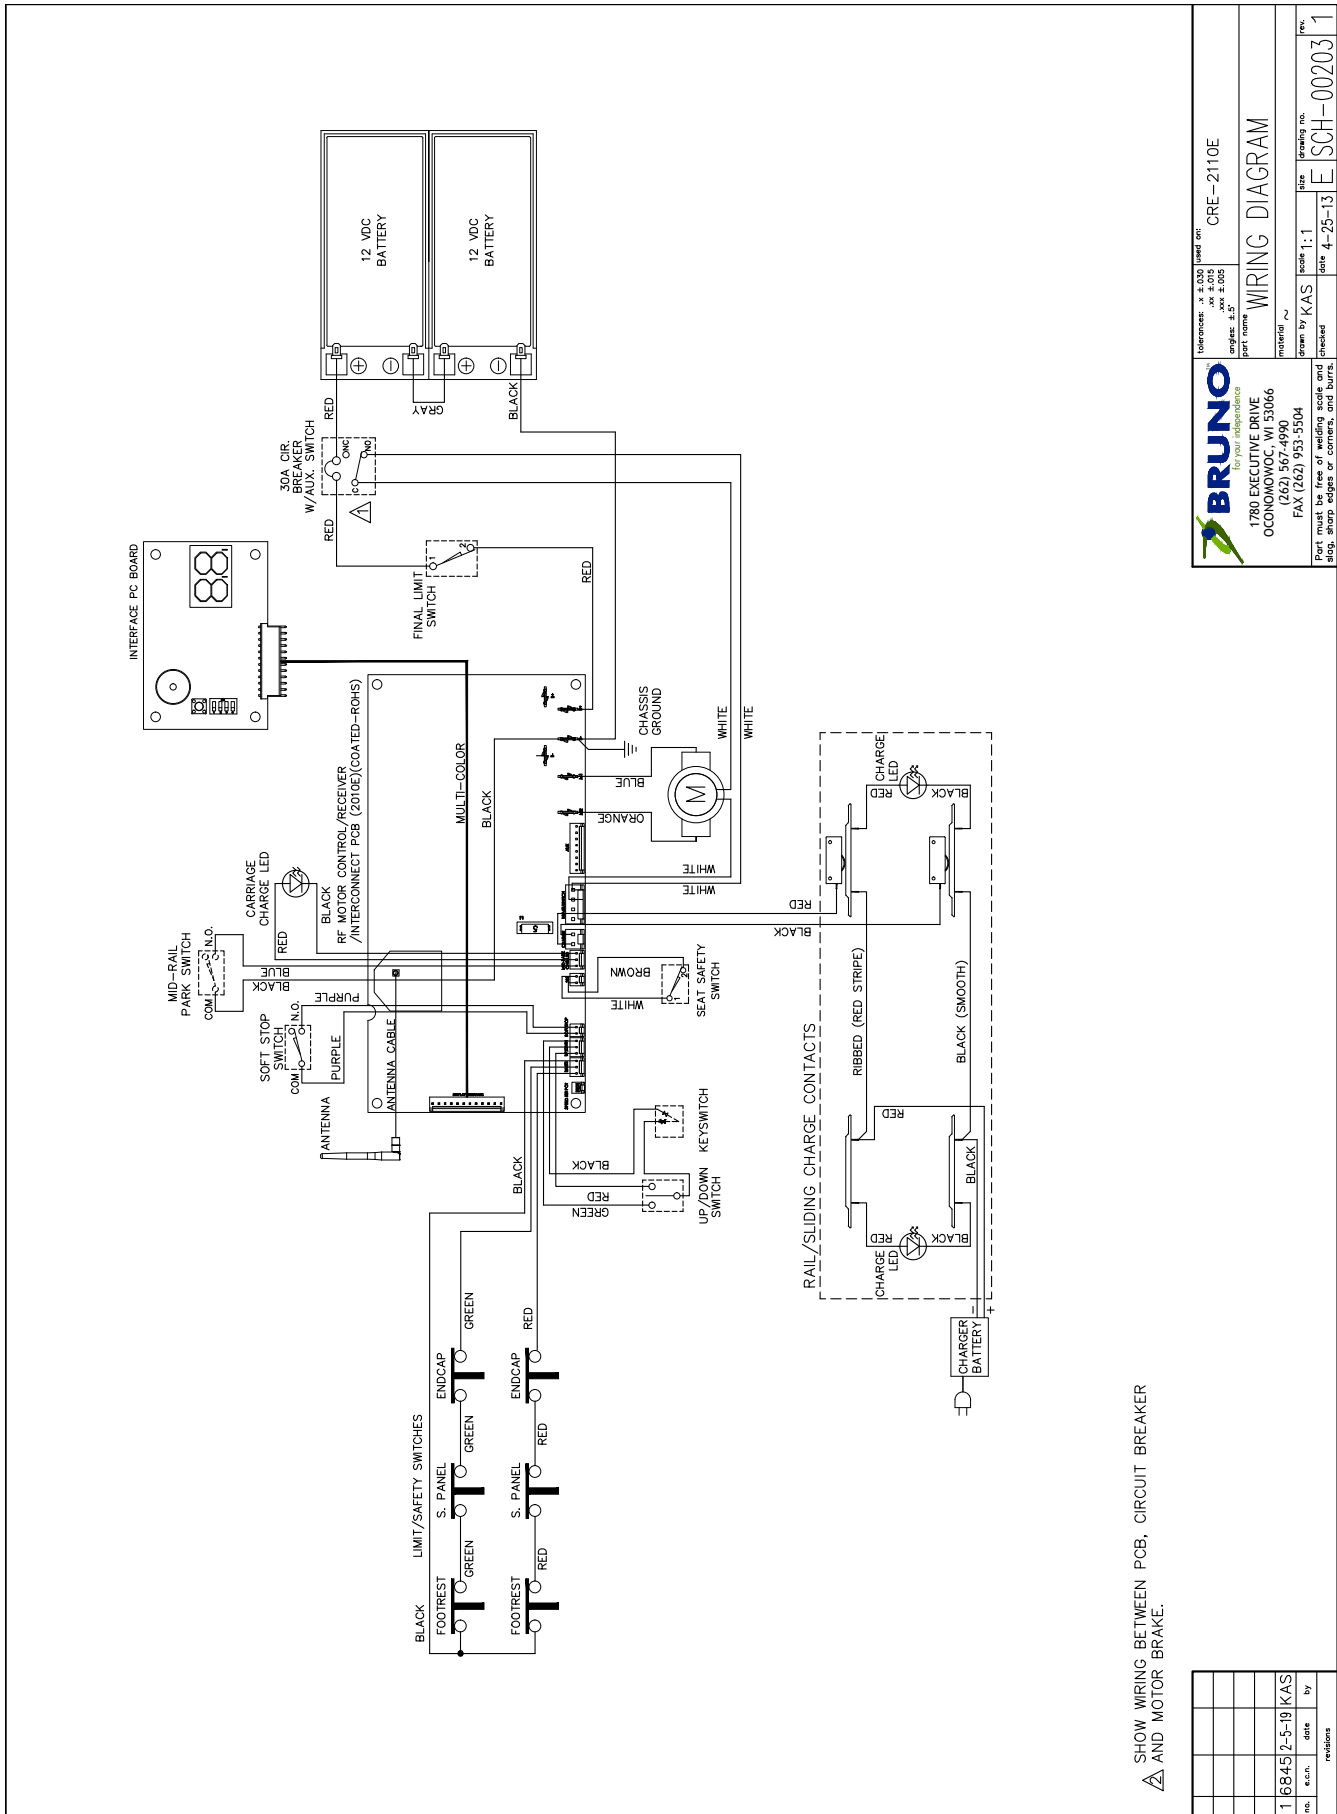 INTERFACE PC BOARD
12 VDC
BATTERY
12 VDC
BATTERY
RED
GRAY
BLACK
30A CIR.
BREAKER
W/AUX. SWITCH
NC
NO
C
1
RED
FINAL LIMIT
SWITCH
1
2
RED
MULTI-COLOR
RF MOTOR CONTROL/RECEIVER
/INTERCONNECT PCB (2010E)(COATED-ROHS)
BLACK
CHASSIS
GROUND
BLUE
ORANGE
M
WHITE
WHITE
WHITE
WHITE
CARRIAGE
CHARGE LED
RED
BLACK
MID-RAIL
PARK SWITCH
COM
N.O.
BLUE
BLACK
SOFT STOP
SWITCH
COM
N.O.
PURPLE
PURPLE
ANTENNA
ANTENNA CABLE
5
BROWN
WHITE
SEAT SAFETY
SWITCH
1
2
RED
BLACK
KEYSWITCH
UP/DOWN
SWITCH
BLACK
RED
GREEN
BLACK
LIMIT/SAFETY SWITCHES
BLACK
FOOTREST
GREEN
S. PANEL
GREEN
ENDCAP
GREEN
FOOTREST
RED
S. PANEL
RED
ENDCAP
RED
RAIL/SLIDING CHARGE CONTACTS
CHARGE
LED
RED
BLACK
RIBBED (RED STRIPE)
BLACK (SMOOTH)
RED
BLACK
CHARGE
LED
RED
BLACK
CHARGER
BATTERY
- +
2 SHOW WIRING BETWEEN PCB, CIRCUIT BREAKER
AND MOTOR BRAKE.
1 6845 2-5-19 KAS
no. e.c.n. date by
revisions
BRUNO
for your independence
1780 EXECUTIVE DRIVE
OCONOMOWOC, WI 53066
(262) 567-4990
FAX (262) 953-5504
Part must be free of welding scale and
slag, sharp edges or corners, and burrs.
tolerances: .x ±.030
.xx ±.015
.xxx ±.005
angles: ±.5°
used on:
CRE-2110E
part name
WIRING DIAGRAM
material ~
drawn by KAS
scale 1:1
size E
drawing no. SCH-00203
rev. 1
checked
date 4-25-13